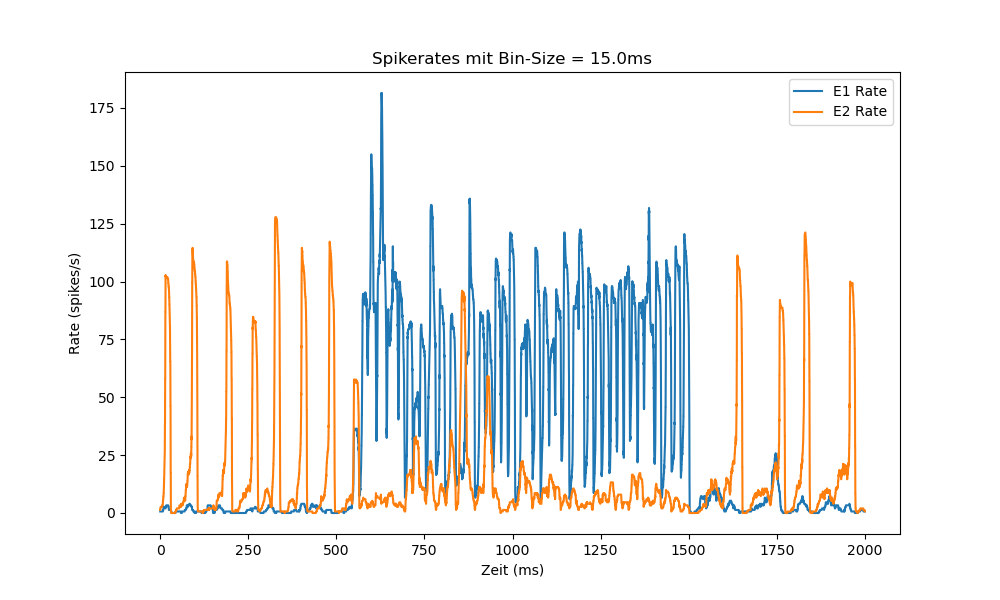 Spikerates mit Bin-Size = 15.0ms
E1 Rate
E2 Rate
175
150
125
100
75
50
25
0
Rate (spikes/s)
0 250 500 750 1000 1250 1500 1750 2000
Zeit (ms)